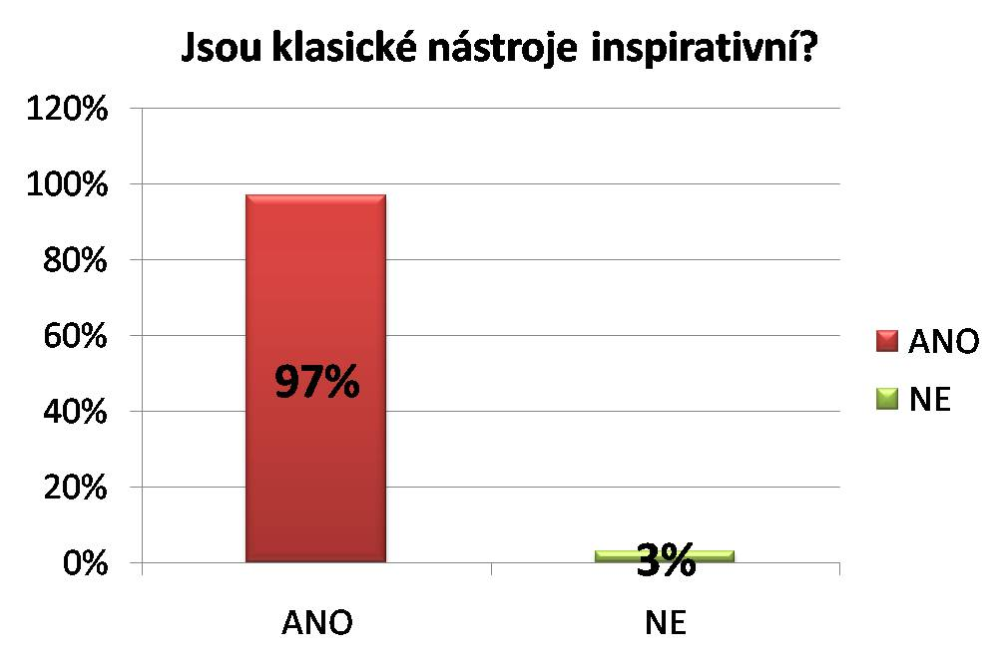 Jsou klasické nástroje inspirativní?
120%
100%
80%
60%
40%
20%
0%
97%
3%
ANO
NE
ANO
NE